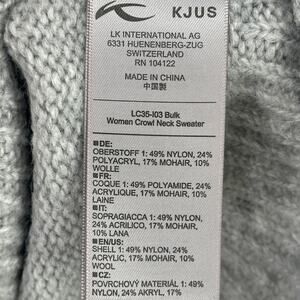 KJUS
LK INTERNATIONAL AG
6331 HUENENBERG-ZUG
SWITZERLAND
RN 104122
MADE IN CHINA
中国製
LC35-I03 Bulk
Women Crowl Neck Sweater
■ DE:
OBERSTOFF 1: 49% NYLON, 24%
POLYACRYL, 17% MOHAIR, 10%
WOLLE
■ FR:
COQUE 1: 49% POLYAMIDE, 24%
ACRYLIQUE, 17% MOHAIR, 10%
LAINE
■ IT:
SOPRAGIACCA 1: 49% NYLON, 24%
ACRILICO, 17% MOHAIR, 10% LANA
■ EN/US:
SHELL 1: 49% NYLON, 24%
ACRYLIC, 17% MOHAIR, 10%
WOOL
■ CZ:
POVRCHOVÝ MATERIÁL 1: 49%
NYLON, 24% AKRYL, 17%